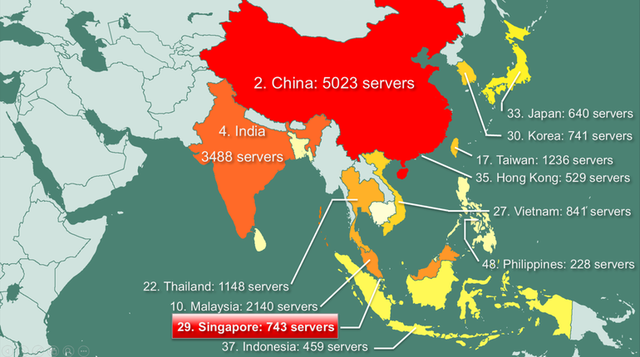 2. China: 5023 servers
4. India
3488 servers
33. Japan: 640 servers
30. Korea: 741 servers
17. Taiwan: 1236 servers
35. Hong Kong: 529 servers
27. Vietnam: 841 servers
48. Philippines: 228 servers
22. Thailand: 1148 servers
10. Malaysia: 2140 servers
29. Singapore: 743 servers
37. Indonesia: 459 servers